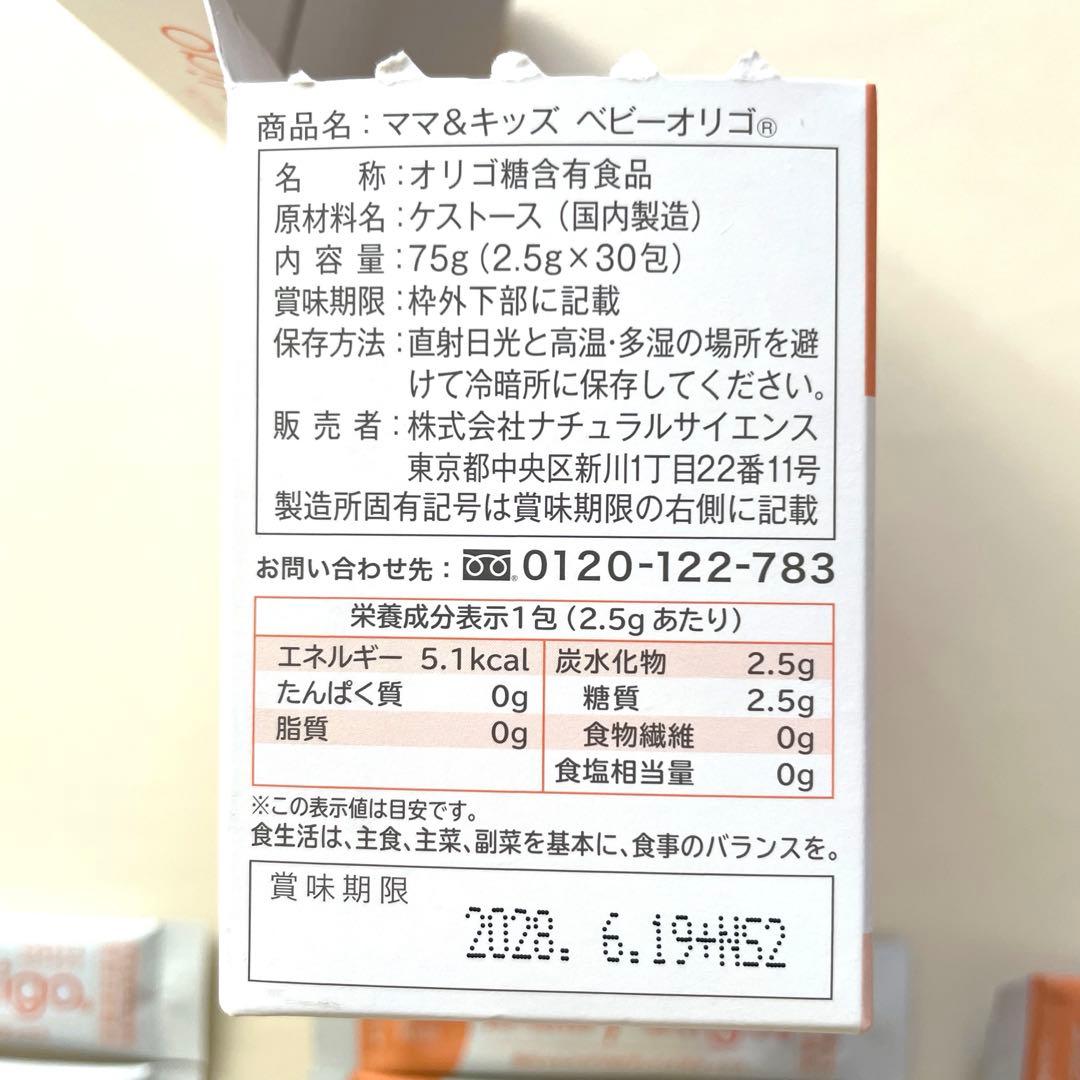 商品名：ママ&キッズ ベビーオリゴ®
名称：オリゴ糖含有食品
原材料名：ケストース（国内製造）
内容量：75g（2.5g×30包）
賞味期限：枠外下部に記載
保存方法：直射日光と高温・多湿の場所を避
けて冷暗所に保存してください。
販売者：株式会社ナチュラルサイエンス
東京都中央区新川1丁目22番11号
製造所固有記号は賞味期限の右側に記載
お問い合わせ先：0120-122-783
栄養成分表示1包（2.5gあたり）
エネルギー 5.1kcal
たんぱく質 0g
脂質 0g
炭水化物 2.5g
糖質 2.5g
食物繊維 0g
食塩相当量 0g
※この表示値は目安です。
食生活は、主食、主菜、副菜を基本に、食事のバランスを。
賞味期限
2028. 6.19+NS2
igo